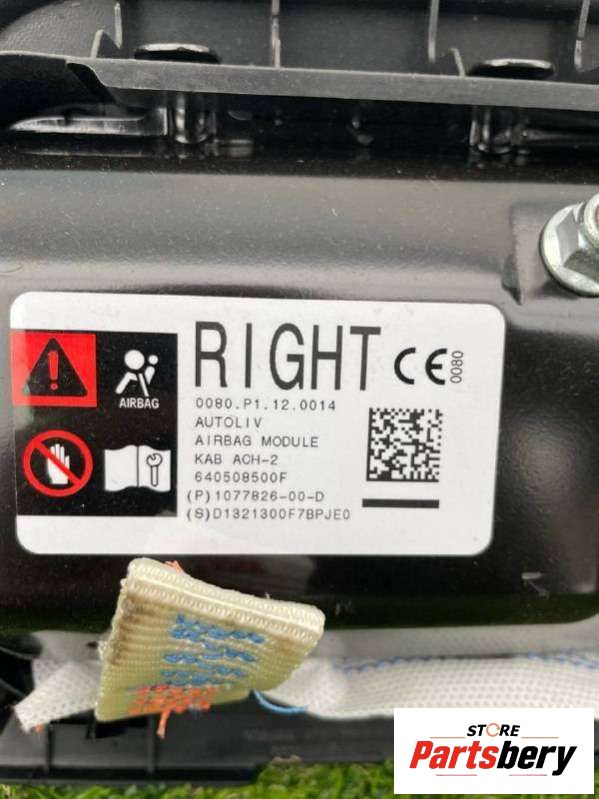 RIGHT CE 0080
AIRBAG
0080.P1.12.0014
AUTOLIV
AIRBAG MODULE
KAB ACH-2
640508500F
(P)1077826-00-D
(S)D1321300F7BPJE0
STORE
Partsbery